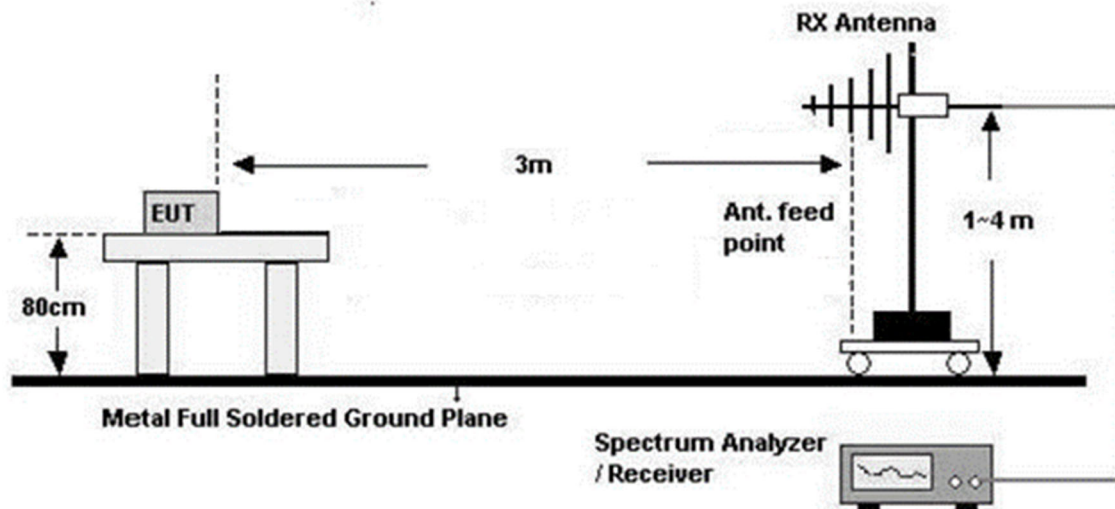 RX Antenna
3m
EUT
Ant. feed
point
1~4 m
80cm
Metal Full Soldered Ground Plane
Spectrum Analyzer
/ Receiver